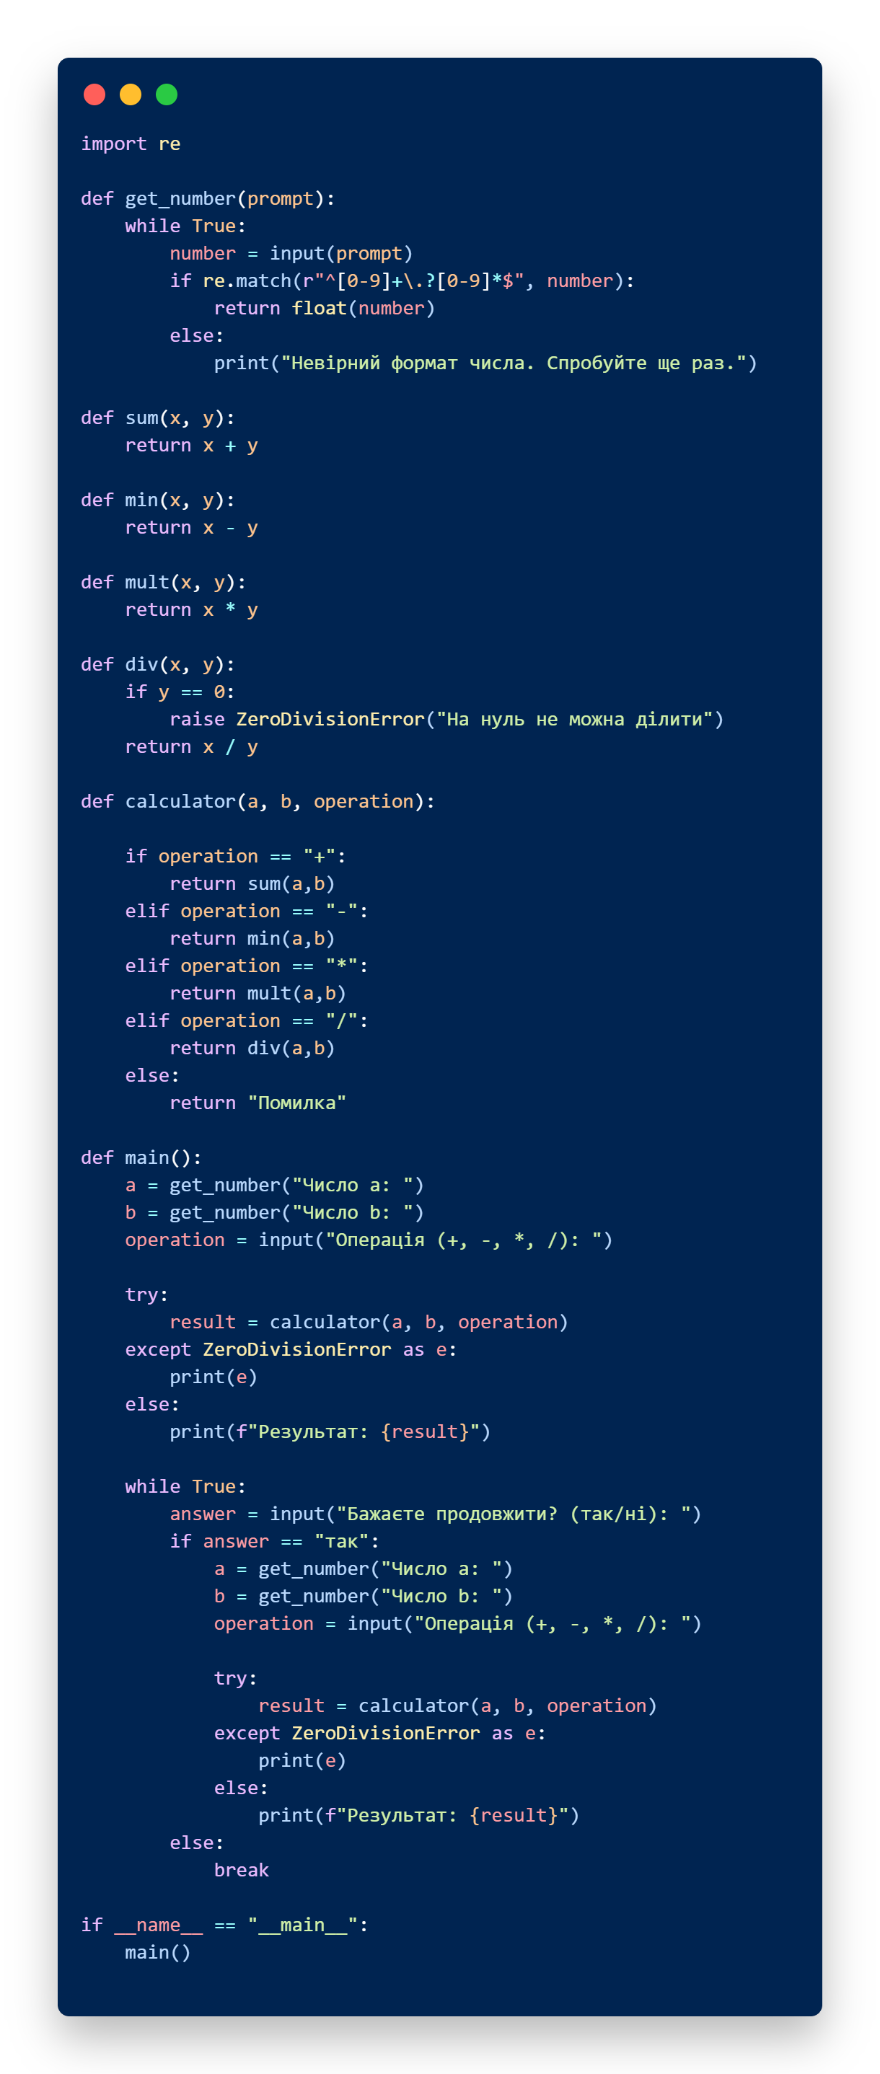 import re

def get_number(prompt):
    while True:
        number = input(prompt)
        if re.match(r"^[0-9]+\.?[0-9]*$", number):
            return float(number)
        else:
            print("Невірний формат числа. Спробуйте ще раз.")

def sum(x, y):
    return x + y

def min(x, y):
    return x - y

def mult(x, y):
    return x * y

def div(x, y):
    if y == 0:
        raise ZeroDivisionError("На нуль не можна ділити")
    return x / y

def calculator(a, b, operation):

    if operation == "+":
        return sum(a,b)
    elif operation == "-":
        return min(a,b)
    elif operation == "*":
        return mult(a,b)
    elif operation == "/":
        return div(a,b)
    else:
        return "Помилка"

def main():
    a = get_number("Число a: ")
    b = get_number("Число b: ")
    operation = input("Операція (+, -, *, /): ")

    try:
        result = calculator(a, b, operation)
    except ZeroDivisionError as e:
        print(e)
    else:
        print(f"Результат: {result}")

    while True:
        answer = input("Бажаєте продовжити? (так/ні): ")
        if answer == "так":
            a = get_number("Число a: ")
            b = get_number("Число b: ")
            operation = input("Операція (+, -, *, /): ")

            try:
                result = calculator(a, b, operation)
            except ZeroDivisionError as e:
                print(e)
            else:
                print(f"Результат: {result}")
        else:
            break

if __name__ == "__main__":
    main()